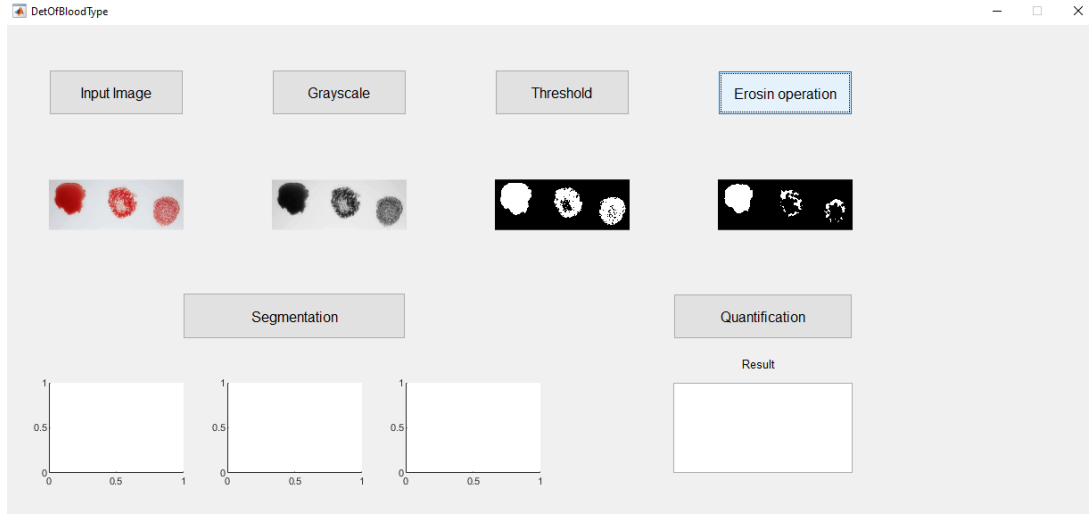 DetOfBloodType
Input Image
Grayscale
Threshold
Erosin operation
Segmentation
Quantification
Result
1
0.5
0
0
0.5
1
1
0.5
0
0
0.5
1
1
0.5
0
0
0.5
1